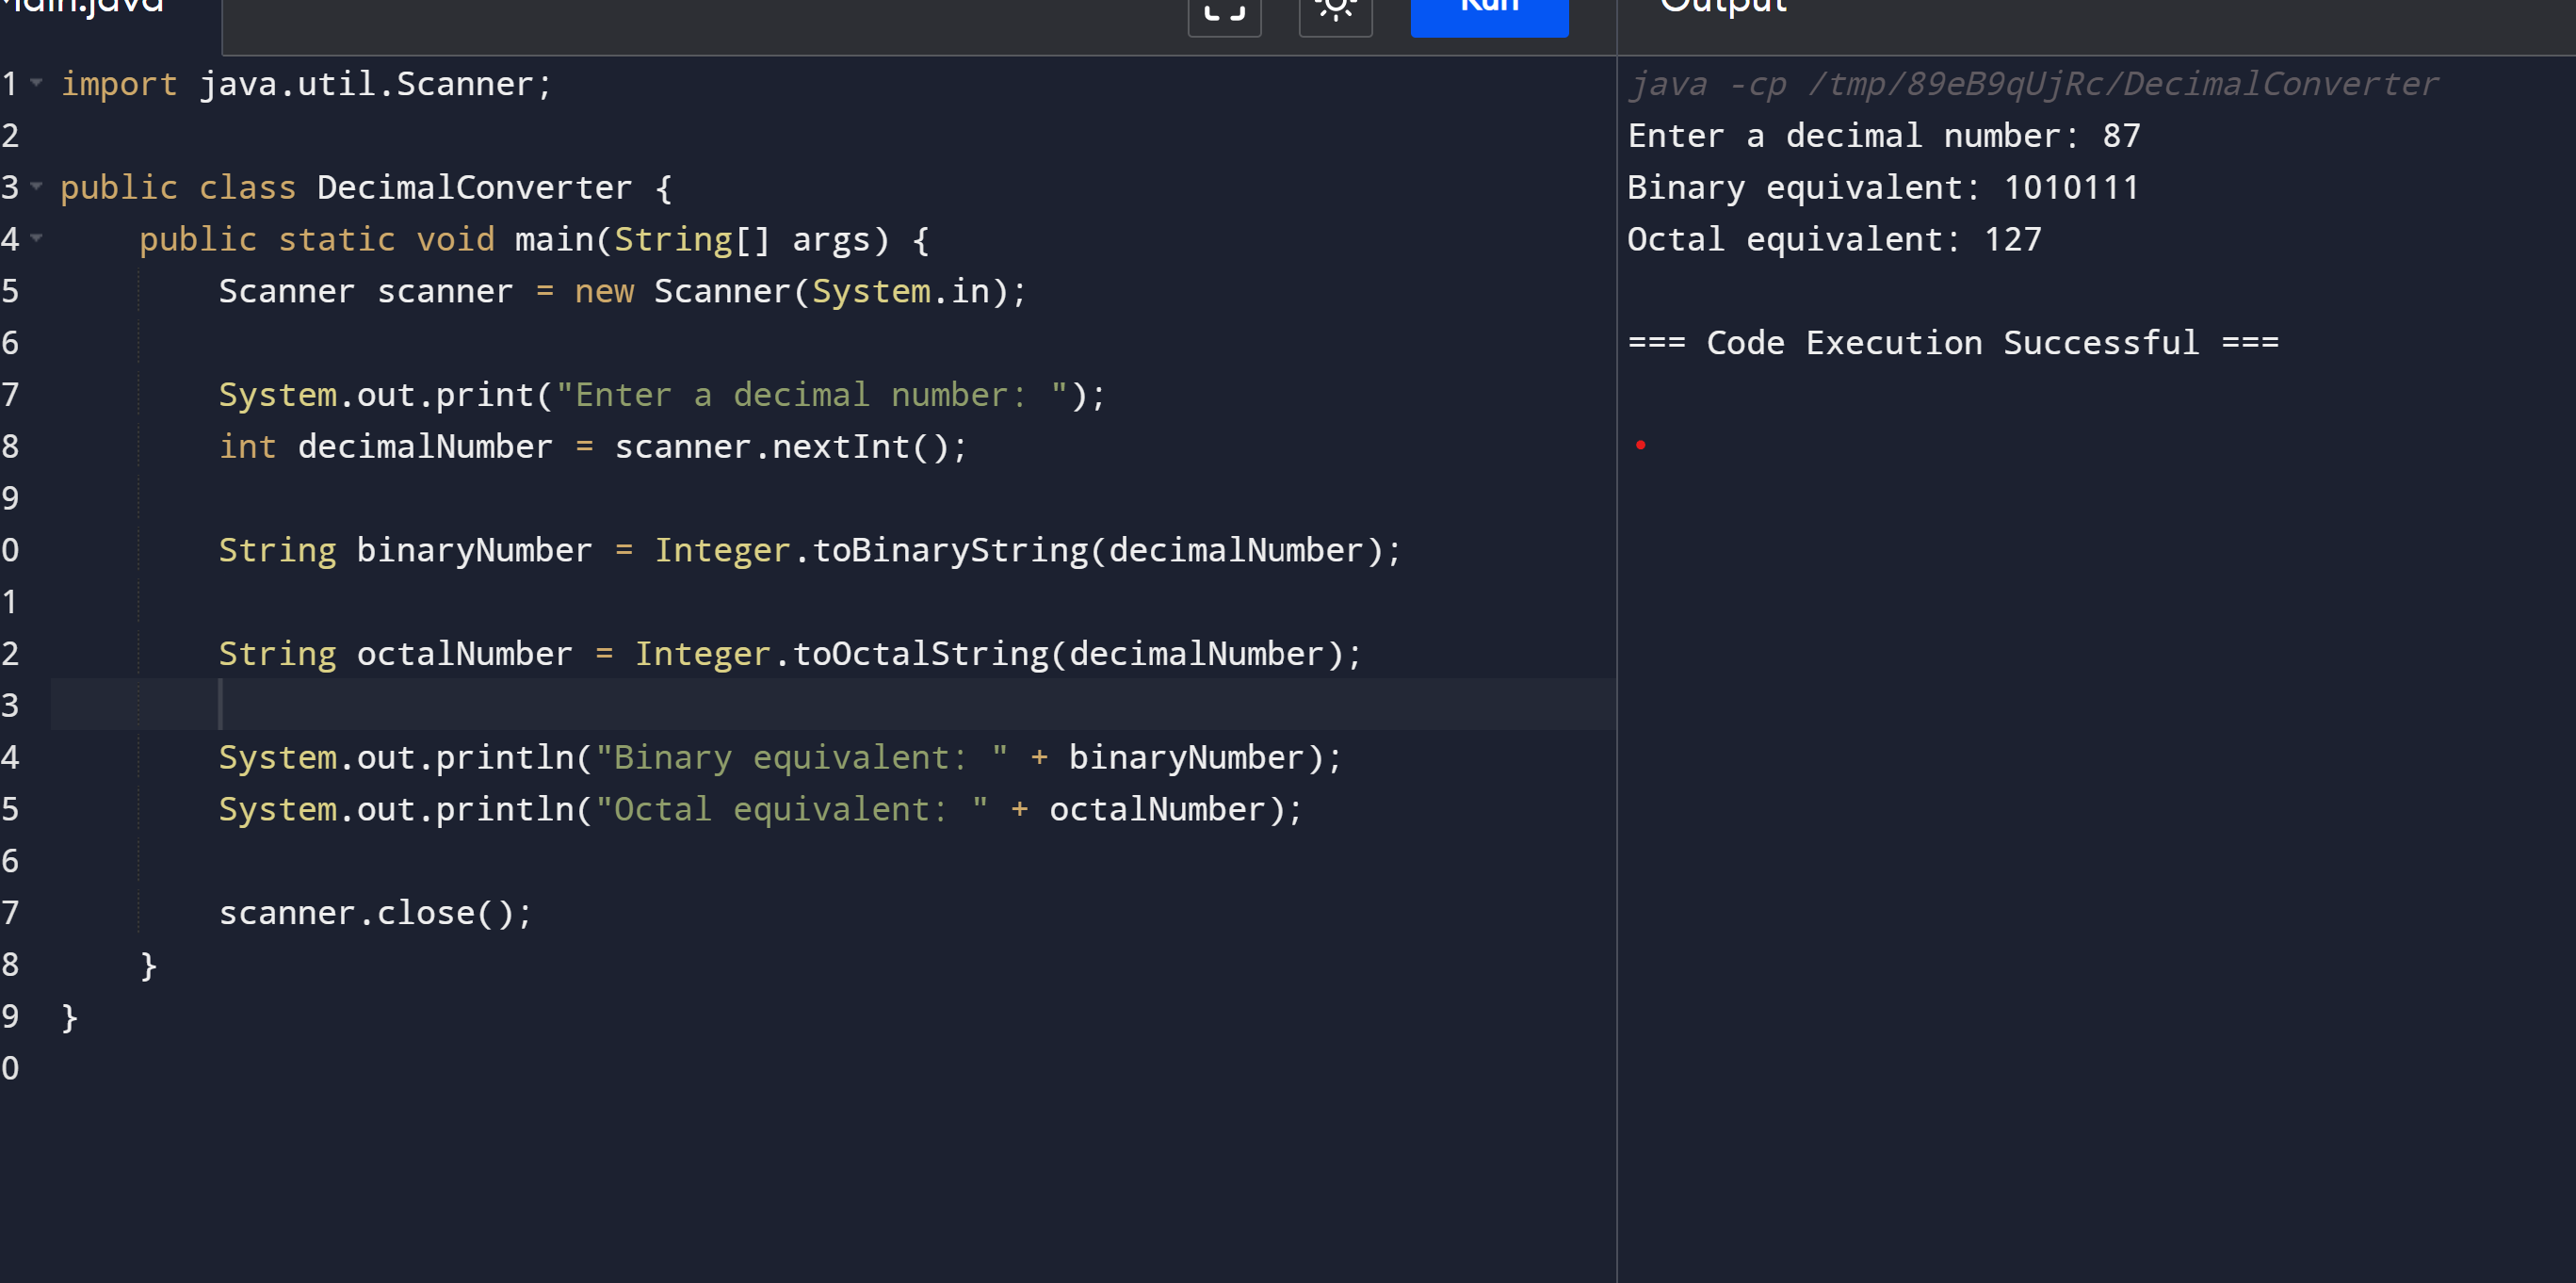 Main.java
Run
Output
1 import java.util.Scanner;
2
3 public class DecimalConverter {
4 public static void main(String[] args) {
5 Scanner scanner = new Scanner(System.in);
6
7 System.out.print("Enter a decimal number: ");
8 int decimalNumber = scanner.nextInt();
9
0 String binaryNumber = Integer.toBinaryString(decimalNumber);
1
2 String octalNumber = Integer.toOctalString(decimalNumber);
3
4 System.out.println("Binary equivalent: " + binaryNumber);
5 System.out.println("Octal equivalent: " + octalNumber);
6
7 scanner.close();
8 }
9 }
0
java -cp /tmp/89eB9qUjRc/DecimalConverter
Enter a decimal number: 87
Binary equivalent: 1010111
Octal equivalent: 127
=== Code Execution Successful ===